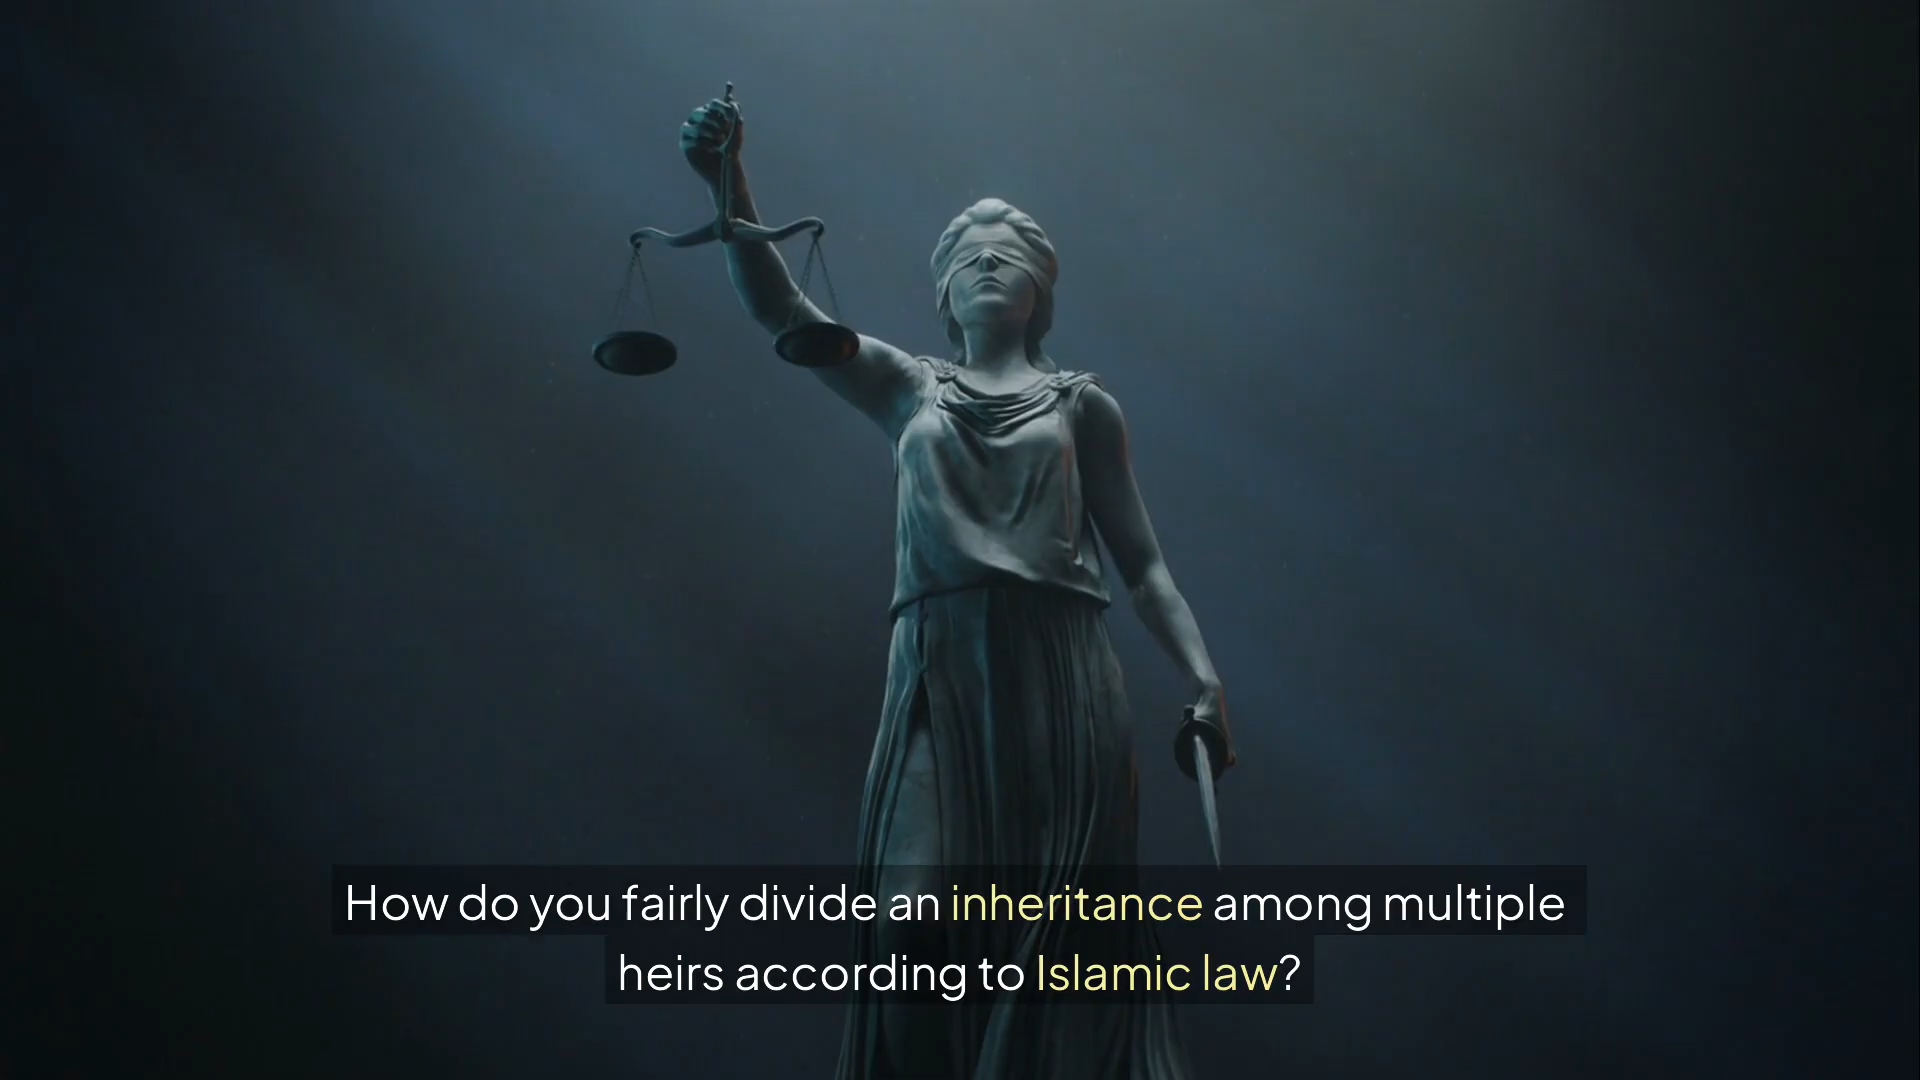 How do you fairly divide an inheritance among multiple
heirs according to Islamic law?